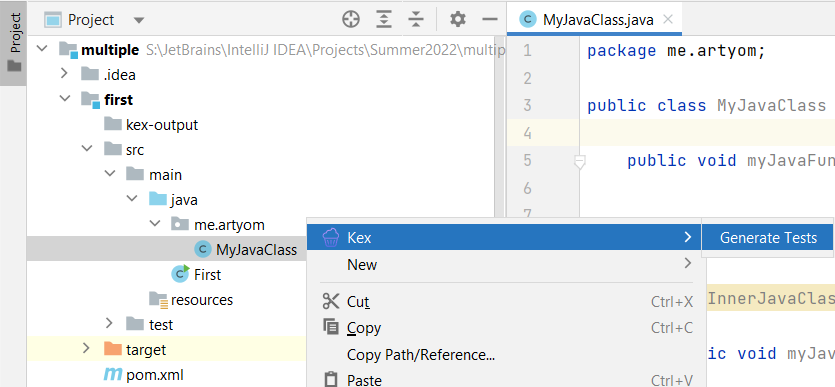 Project
Project
multiple S:\JetBrains\IntelliJ IDEA\Projects\Summer2022\multip
.idea
first
kex-output
src
main
java
me.artyom
MyJavaClass
First
resources
test
target
pom.xml
MyJavaClass.java
1 package me.artyom;
2
3 public class MyJavaClass
4
5 public void myJavaFun
6
7
InnerJavaClas
ic void myJav
Kex
Generate Tests
New
Cut Ctrl+X
Copy Ctrl+C
Copy Path/Reference...
Paste Ctrl+V